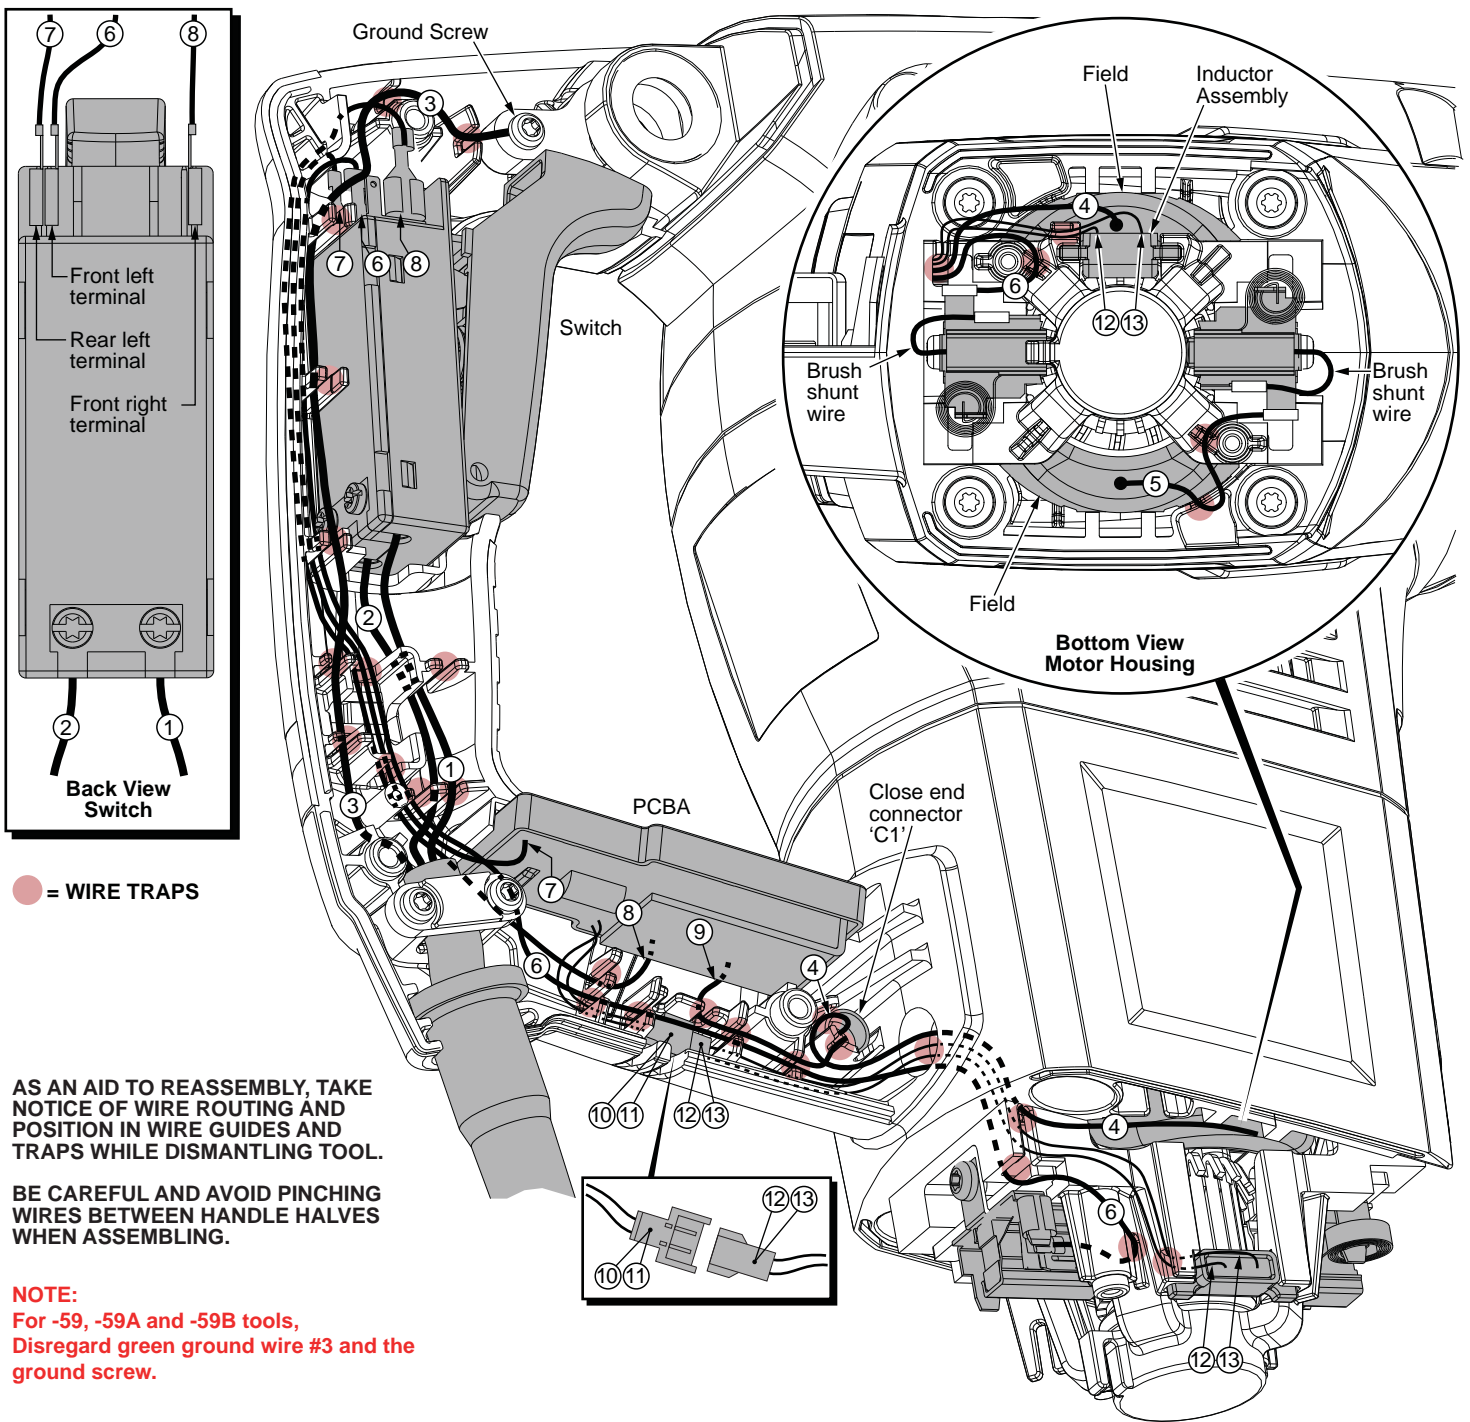 7
6
8
Front left
terminal
Rear left
terminal
Front right
terminal
2
1
Back View
Switch
= WIRE TRAPS
AS AN AID TO REASSEMBLY, TAKE
NOTICE OF WIRE ROUTING AND
POSITION IN WIRE GUIDES AND
TRAPS WHILE DISMANTLING TOOL.
BE CAREFUL AND AVOID PINCHING
WIRES BETWEEN HANDLE HALVES
WHEN ASSEMBLING.
NOTE:
For -59, -59A and -59B tools,
Disregard green ground wire #3 and the
ground screw.
Ground Screw
3
7
6
8
Switch
2
1
3
PCBA
7
8
9
6
4
Close end
connector
'C1'
10
11
12
13
12
13
10
11
Field
Inductor
Assembly
4
6
12
13
Brush
shunt
wire
Brush
shunt
wire
5
Field
Bottom View
Motor Housing
4
6
12
13